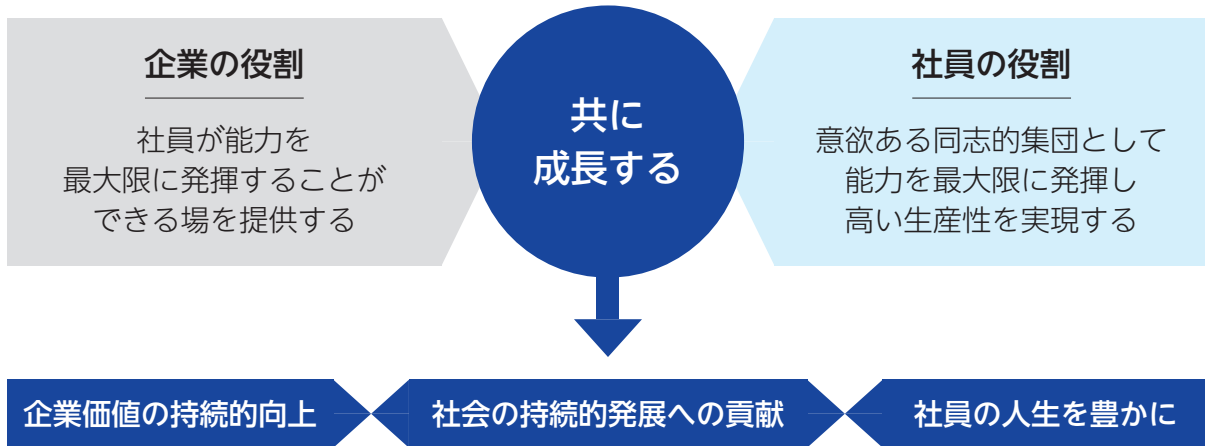 企業の役割
社員が能力を
最大限に発揮することが
できる場を提供する
共に
成長する
社員の役割
意欲ある同志的集団として
能力を最大限に発揮し
高い生産性を実現する
企業価値の持続的向上
社会の持続的発展への貢献
社員の人生を豊かに